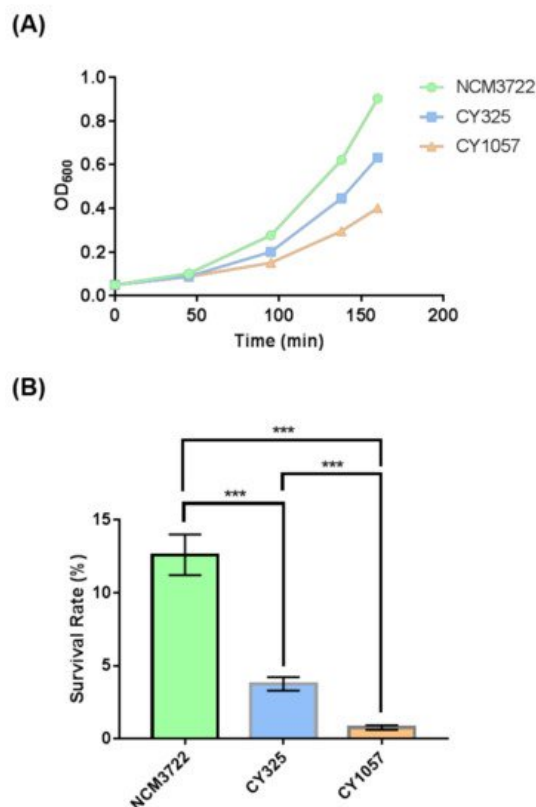 (A)
1.0
0.8
0.6
0.4
0.2
0.0
OD600
0
50
100
150
200
Time (min)
NCM3722
CY325
CY1057
(B)
***
***
***
15
10
5
0
Survival Rate (%)
NCM3722
CY325
CY1057